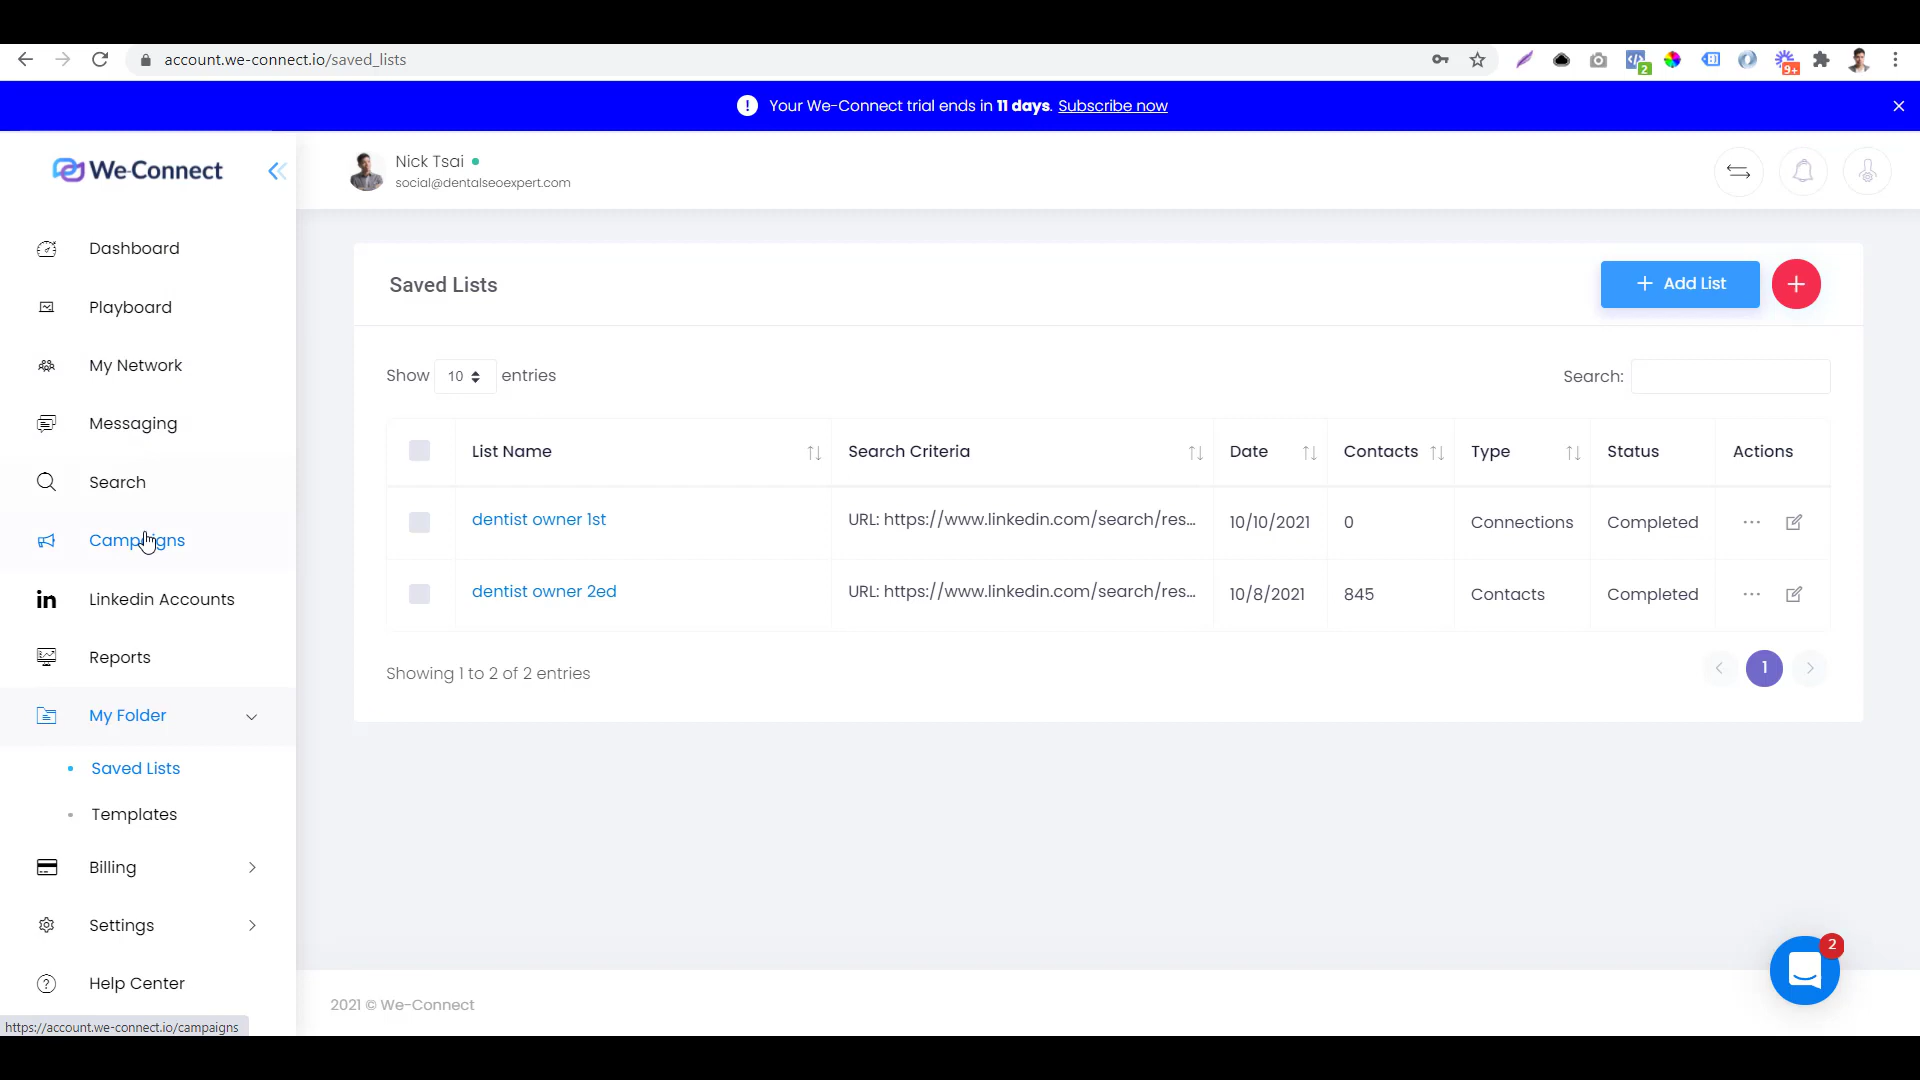 account.we-connect.io/saved_lists
2
9+
! Your We-Connect trial ends in 11 days. Subscribe now
We-Connect
Nick Tsai
social@dentalseoexpert.com
Dashboard
Playboard
My Network
Messaging
Search
Campaigns
in Linkedin Accounts
Reports
My Folder
Saved Lists
Templates
Billing
Settings
? Help Center
https://account.we-connect.io/campaigns
Saved Lists
+ Add List
+
Show 10 entries
Search:
List Name Search Criteria Date Contacts Type Status Actions
dentist owner 1st URL: https://www.linkedin.com/search/res... 10/10/2021 0 Connections Completed ...
dentist owner 2ed URL: https://www.linkedin.com/search/res... 10/8/2021 845 Contacts Completed ...
Showing 1 to 2 of 2 entries
1
2
2021 © We-Connect